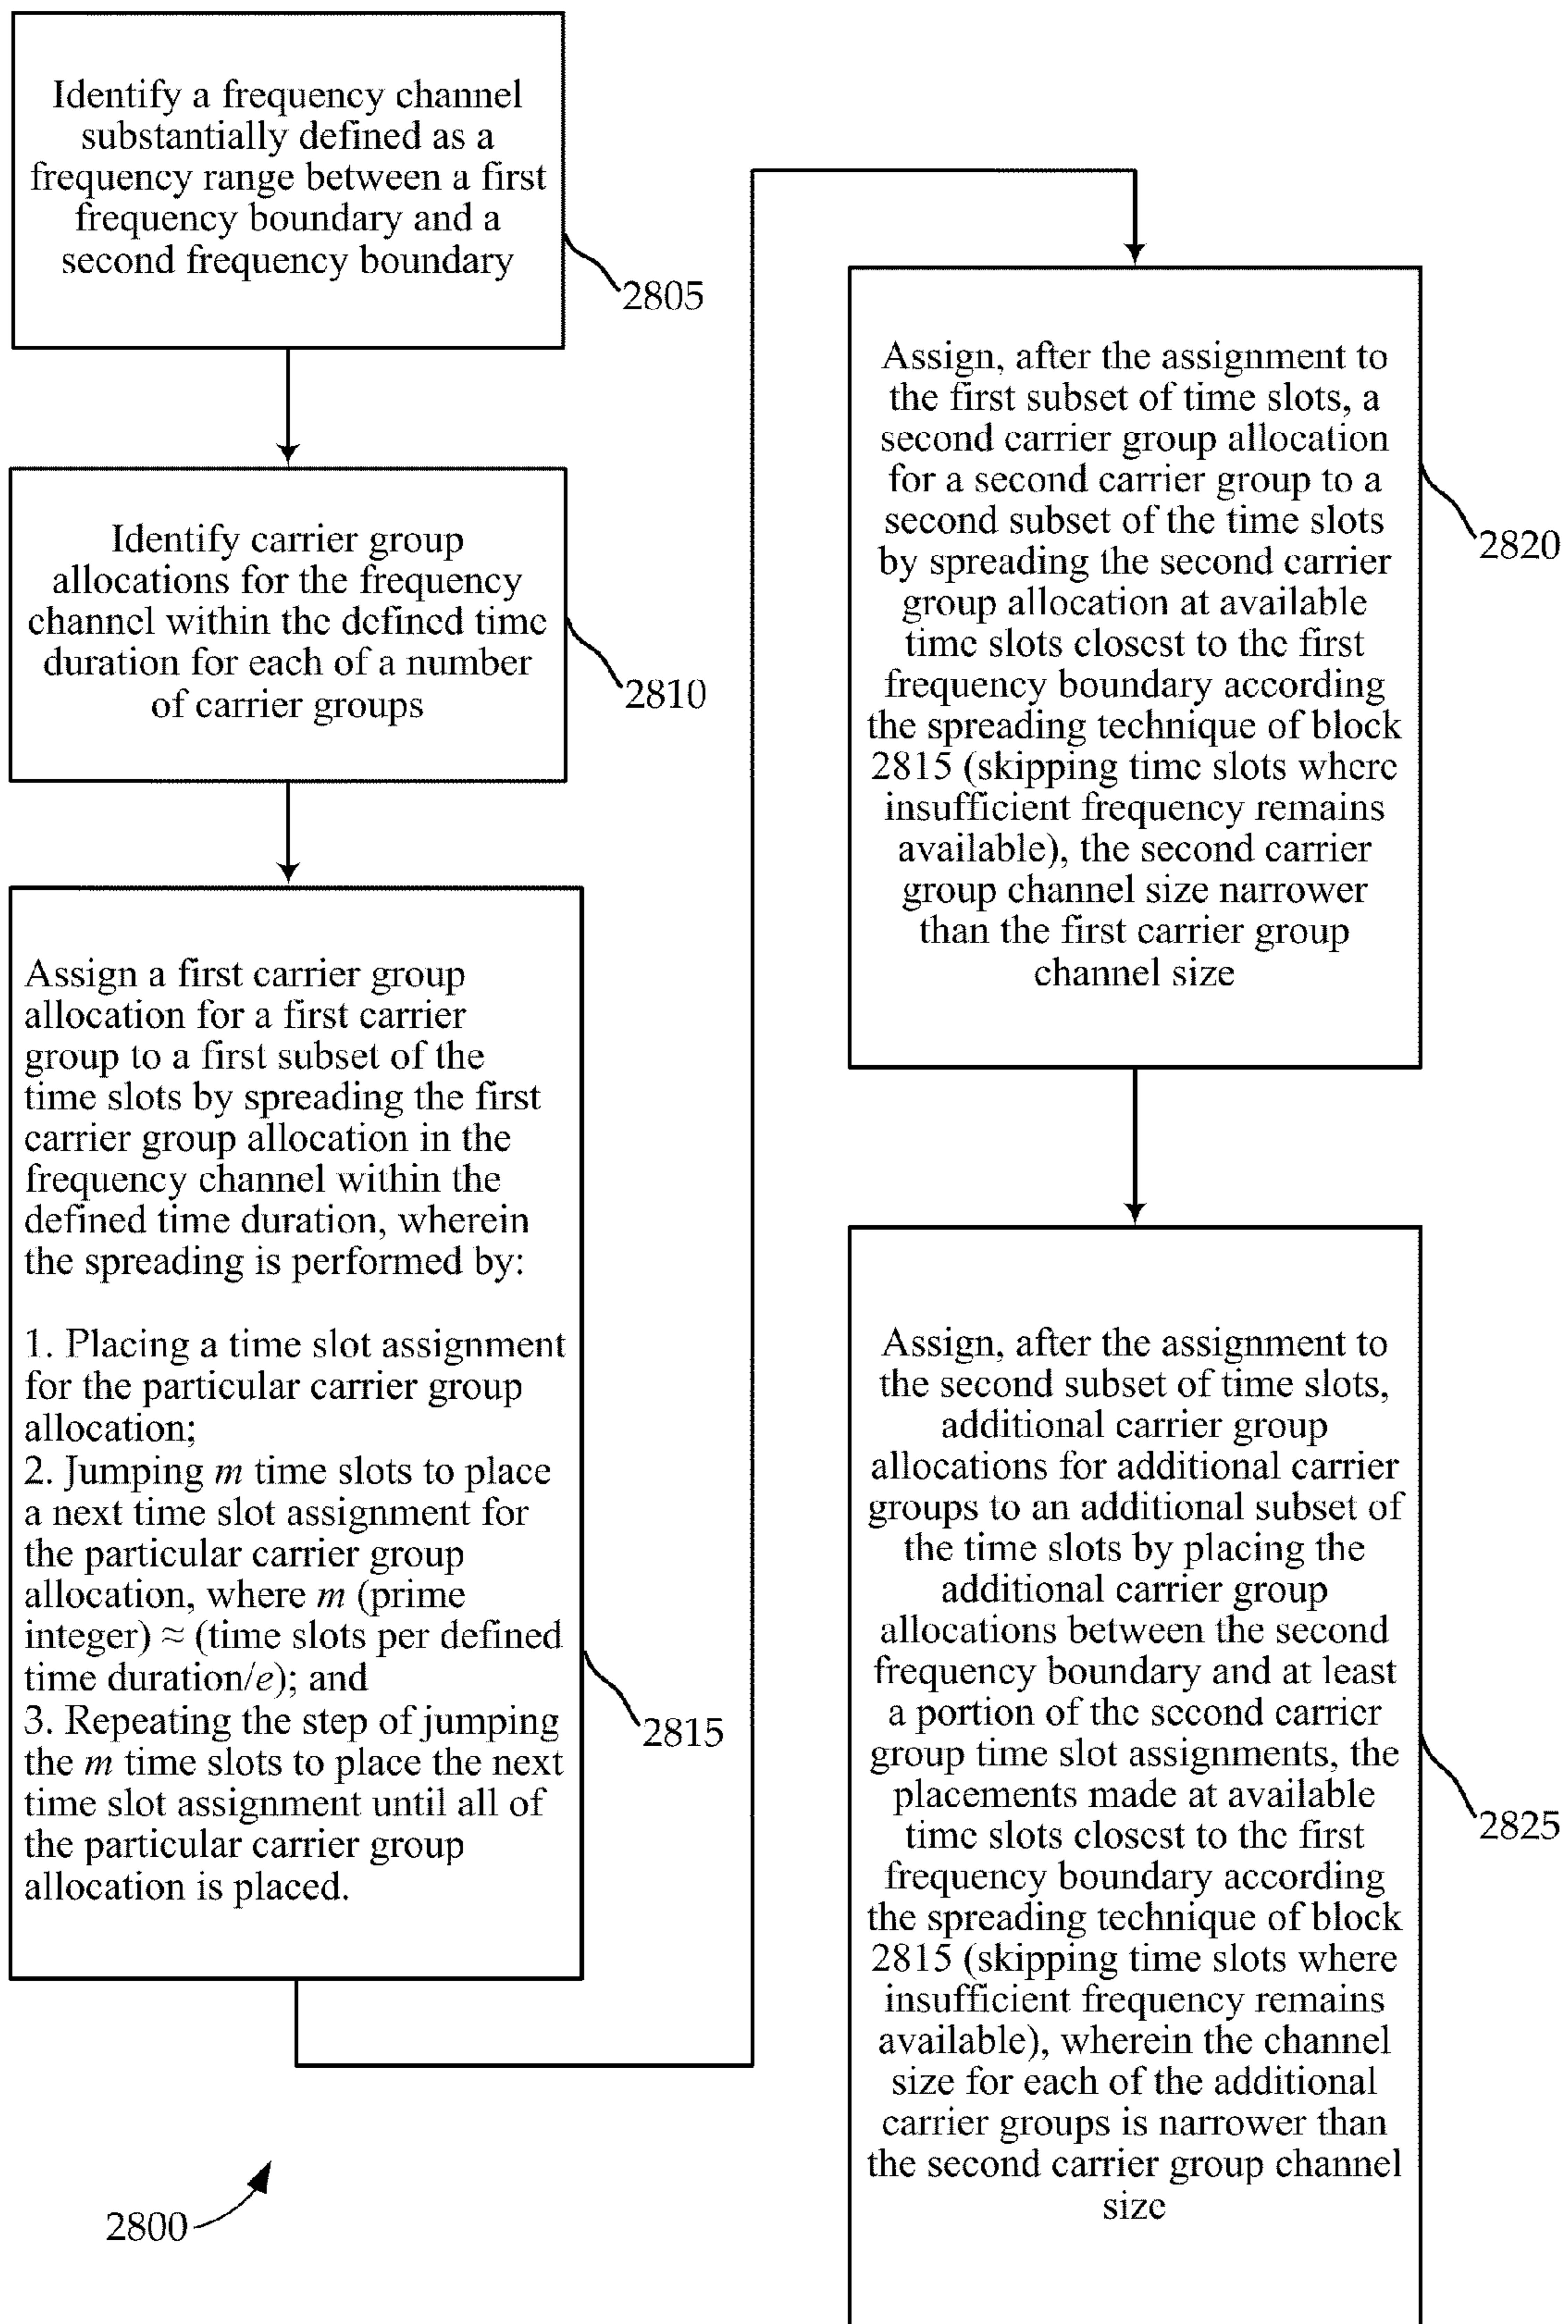 Identify a frequency channel
substantially defined as a
frequency range between a first
frequency boundary and a
second frequency boundary
2805
Identify carrier group
allocations for the frequency
channel within the defined time
duration for each of a number
of carrier groups
2810
Assign a first carrier group
allocation for a first carrier
group to a first subset of the
time slots by spreading the first
carrier group allocation in the
frequency channel within the
defined time duration, wherein
the spreading is performed by:
1. Placing a time slot assignment
for the particular carrier group
allocation;
2. Jumping m time slots to place
a next time slot assignment for
the particular carrier group
allocation, where m (prime
integer) ≈ (time slots per defined
time duration/e); and
3. Repeating the step of jumping
the m time slots to place the next
time slot assignment until all of
the particular carrier group
allocation is placed.
2815
Assign, after the assignment to
the first subset of time slots, a
second carrier group allocation
for a second carrier group to a
second subset of the time slots
by spreading the second carrier
group allocation at available
time slots closest to the first
frequency boundary according
the spreading technique of block
2815 (skipping time slots where
insufficient frequency remains
available), the second carrier
group channel size narrower
than the first carrier group
channel size
2820
Assign, after the assignment to
the second subset of time slots,
additional carrier group
allocations for additional carrier
groups to an additional subset of
the time slots by placing the
additional carrier group
allocations between the second
frequency boundary and at least
a portion of the second carrier
group time slot assignments, the
placements made at available
time slots closest to the first
frequency boundary according
the spreading technique of block
2815 (skipping time slots where
insufficient frequency remains
available), wherein the channel
size for each of the additional
carrier groups is narrower than
the second carrier group channel
size
2825
2800